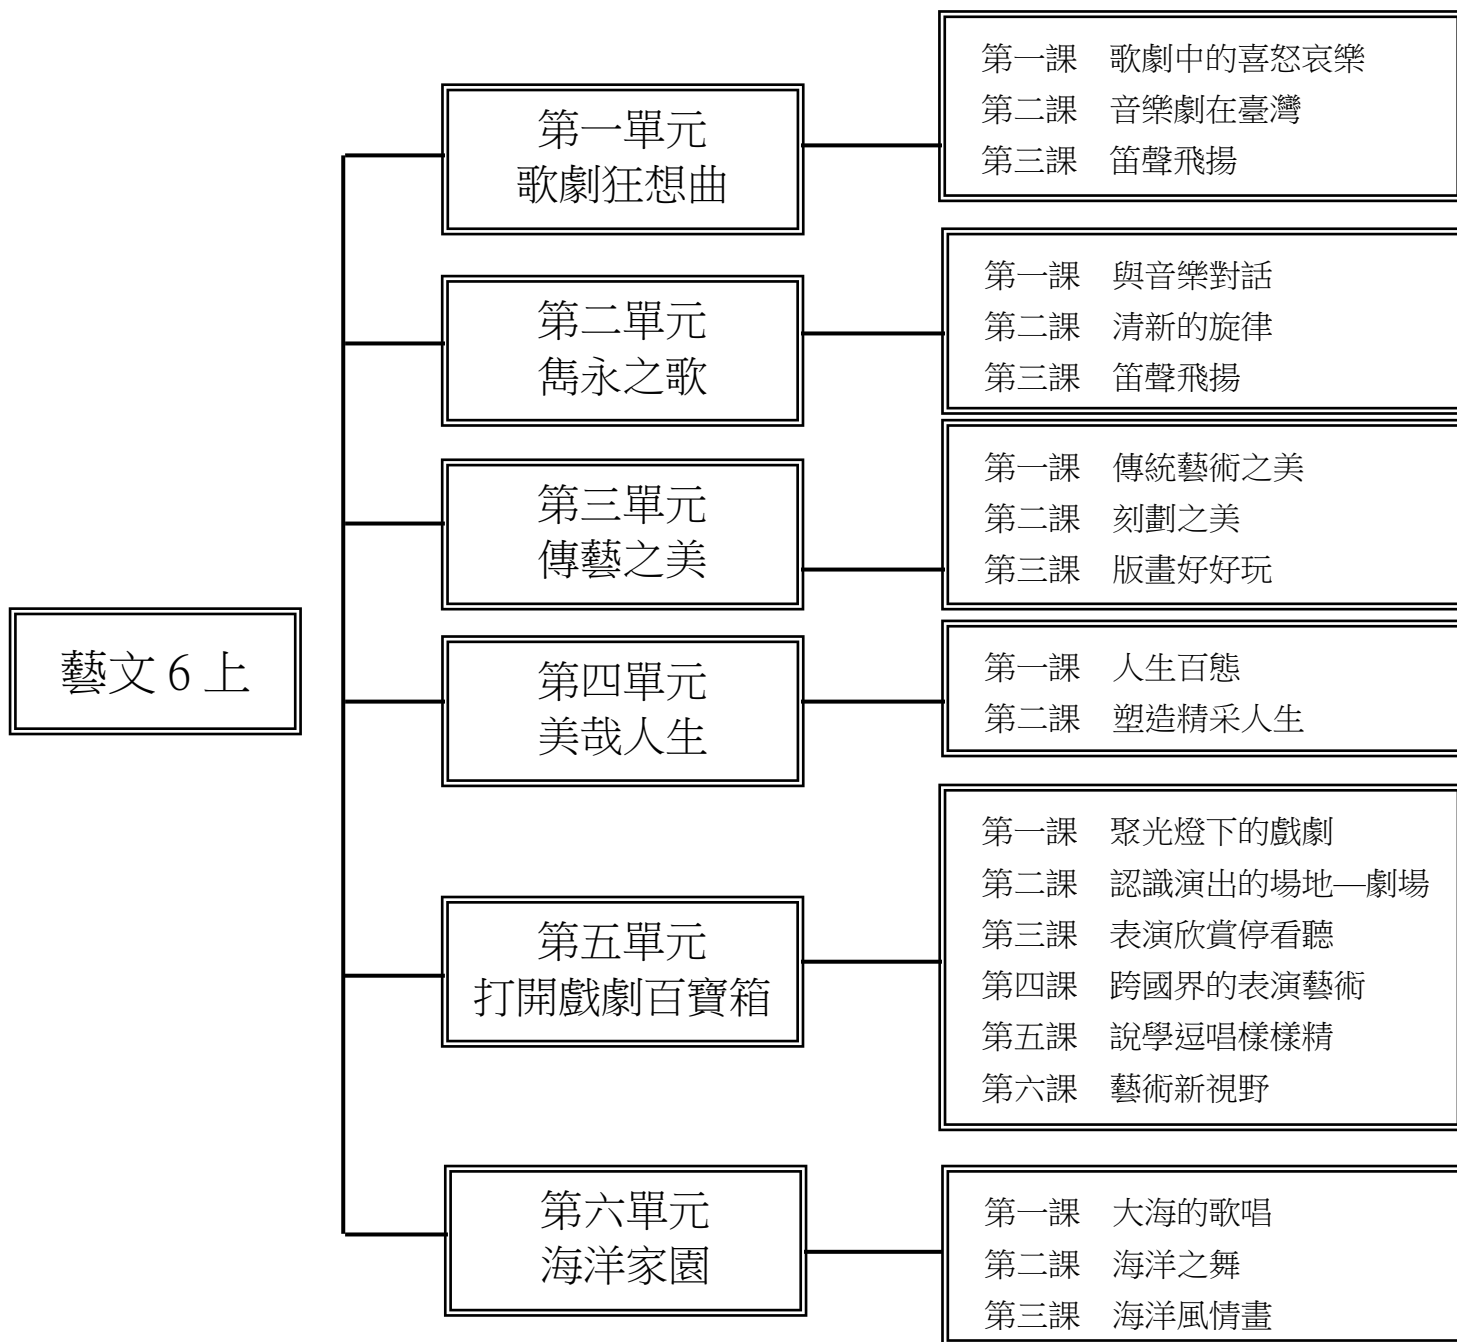 藝文 6 上
第一單元
歌劇狂想曲
第一課　歌劇中的喜怒哀樂
第二課　音樂劇在臺灣
第三課　笛聲飛揚
第二單元
雋永之歌
第一課　與音樂對話
第二課　清新的旋律
第三課　笛聲飛揚
第三單元
傳藝之美
第一課　傳統藝術之美
第二課　刻劃之美
第三課　版畫好好玩
第四單元
美哉人生
第一課　人生百態
第二課　塑造精采人生
第五單元
打開戲劇百寶箱
第一課　聚光燈下的戲劇
第二課　認識演出的場地—劇場
第三課　表演欣賞停看聽
第四課　跨國界的表演藝術
第五課　說學逗唱樣樣精
第六課　藝術新視野
第六單元
海洋家園
第一課　大海的歌唱
第二課　海洋之舞
第三課　海洋風情畫